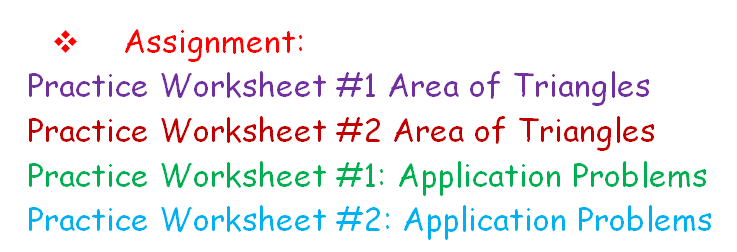 ❖ Assignment:
Practice Worksheet #1 Area of Triangles
Practice Worksheet #2 Area of Triangles
Practice Worksheet #1: Application Problems
Practice Worksheet #2: Application Problems